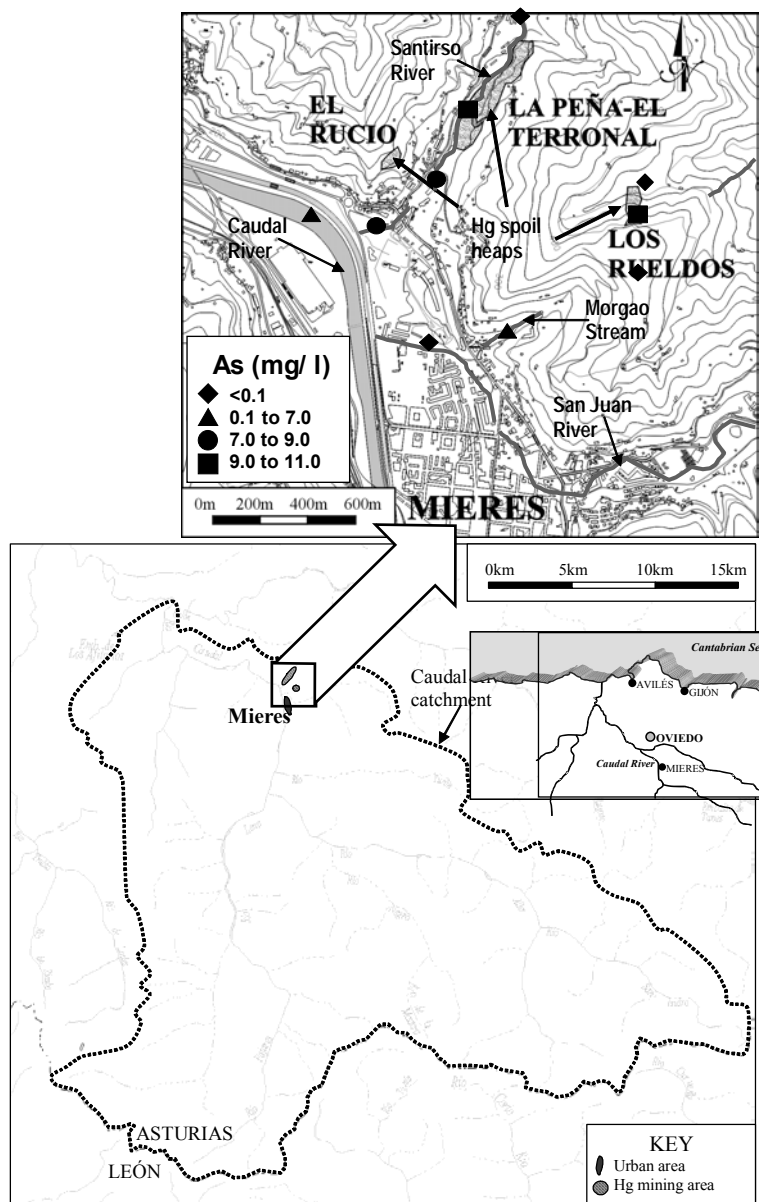 Santirso
River
EL
RUCIO
LA PEÑA-EL
TERRONAL
Caudal
River
Hg spoil
heaps
LOS
RUELDOS
Morgao
Stream
As (mg/ l)
<0.1
0.1 to 7.0
7.0 to 9.0
9.0 to 11.0
San Juan
River
0m 200m 400m 600m
MIERES
0km 5km 10km 15km
Cantabrian Se
AVILÉS
GIJÓN
OVIEDO
Caudal River
MIERES
Caudal
catchment
Mieres
ASTURIAS
LEÓN
KEY
Urban area
Hg mining area